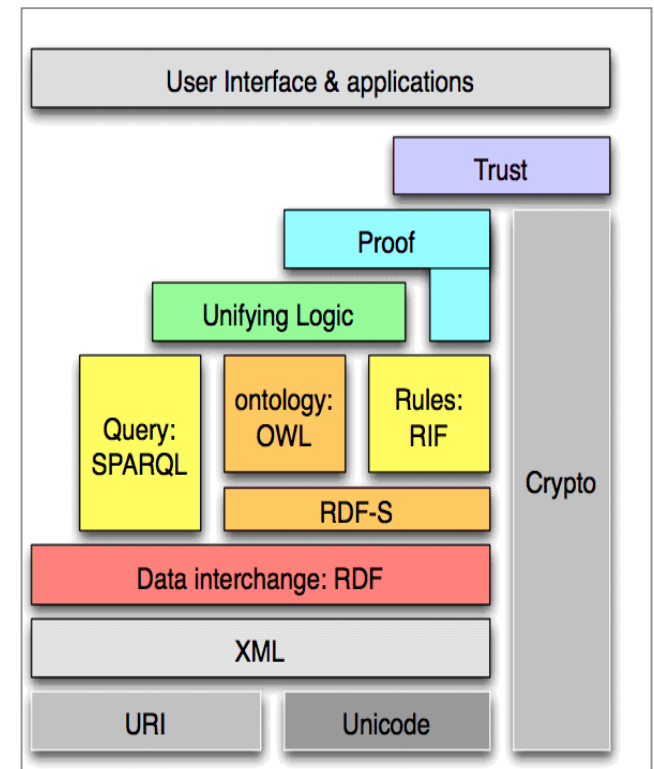 User Interface & applications
Trust
Proof
Unifying Logic
ontology:
OWL
Rules:
RIF
Query:
SPARQL
Crypto
RDF-S
Data interchange: RDF
XML
URI
Unicode